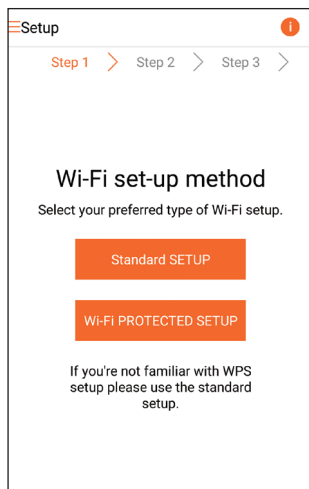 Setup
i
Step 1 Step 2 Step 3
Wi-Fi set-up method
Select your preferred type of Wi-Fi setup.
Standard SETUP
Wi-Fi PROTECTED SETUP
If you're not familiar with WPS
setup please use the standard
setup.